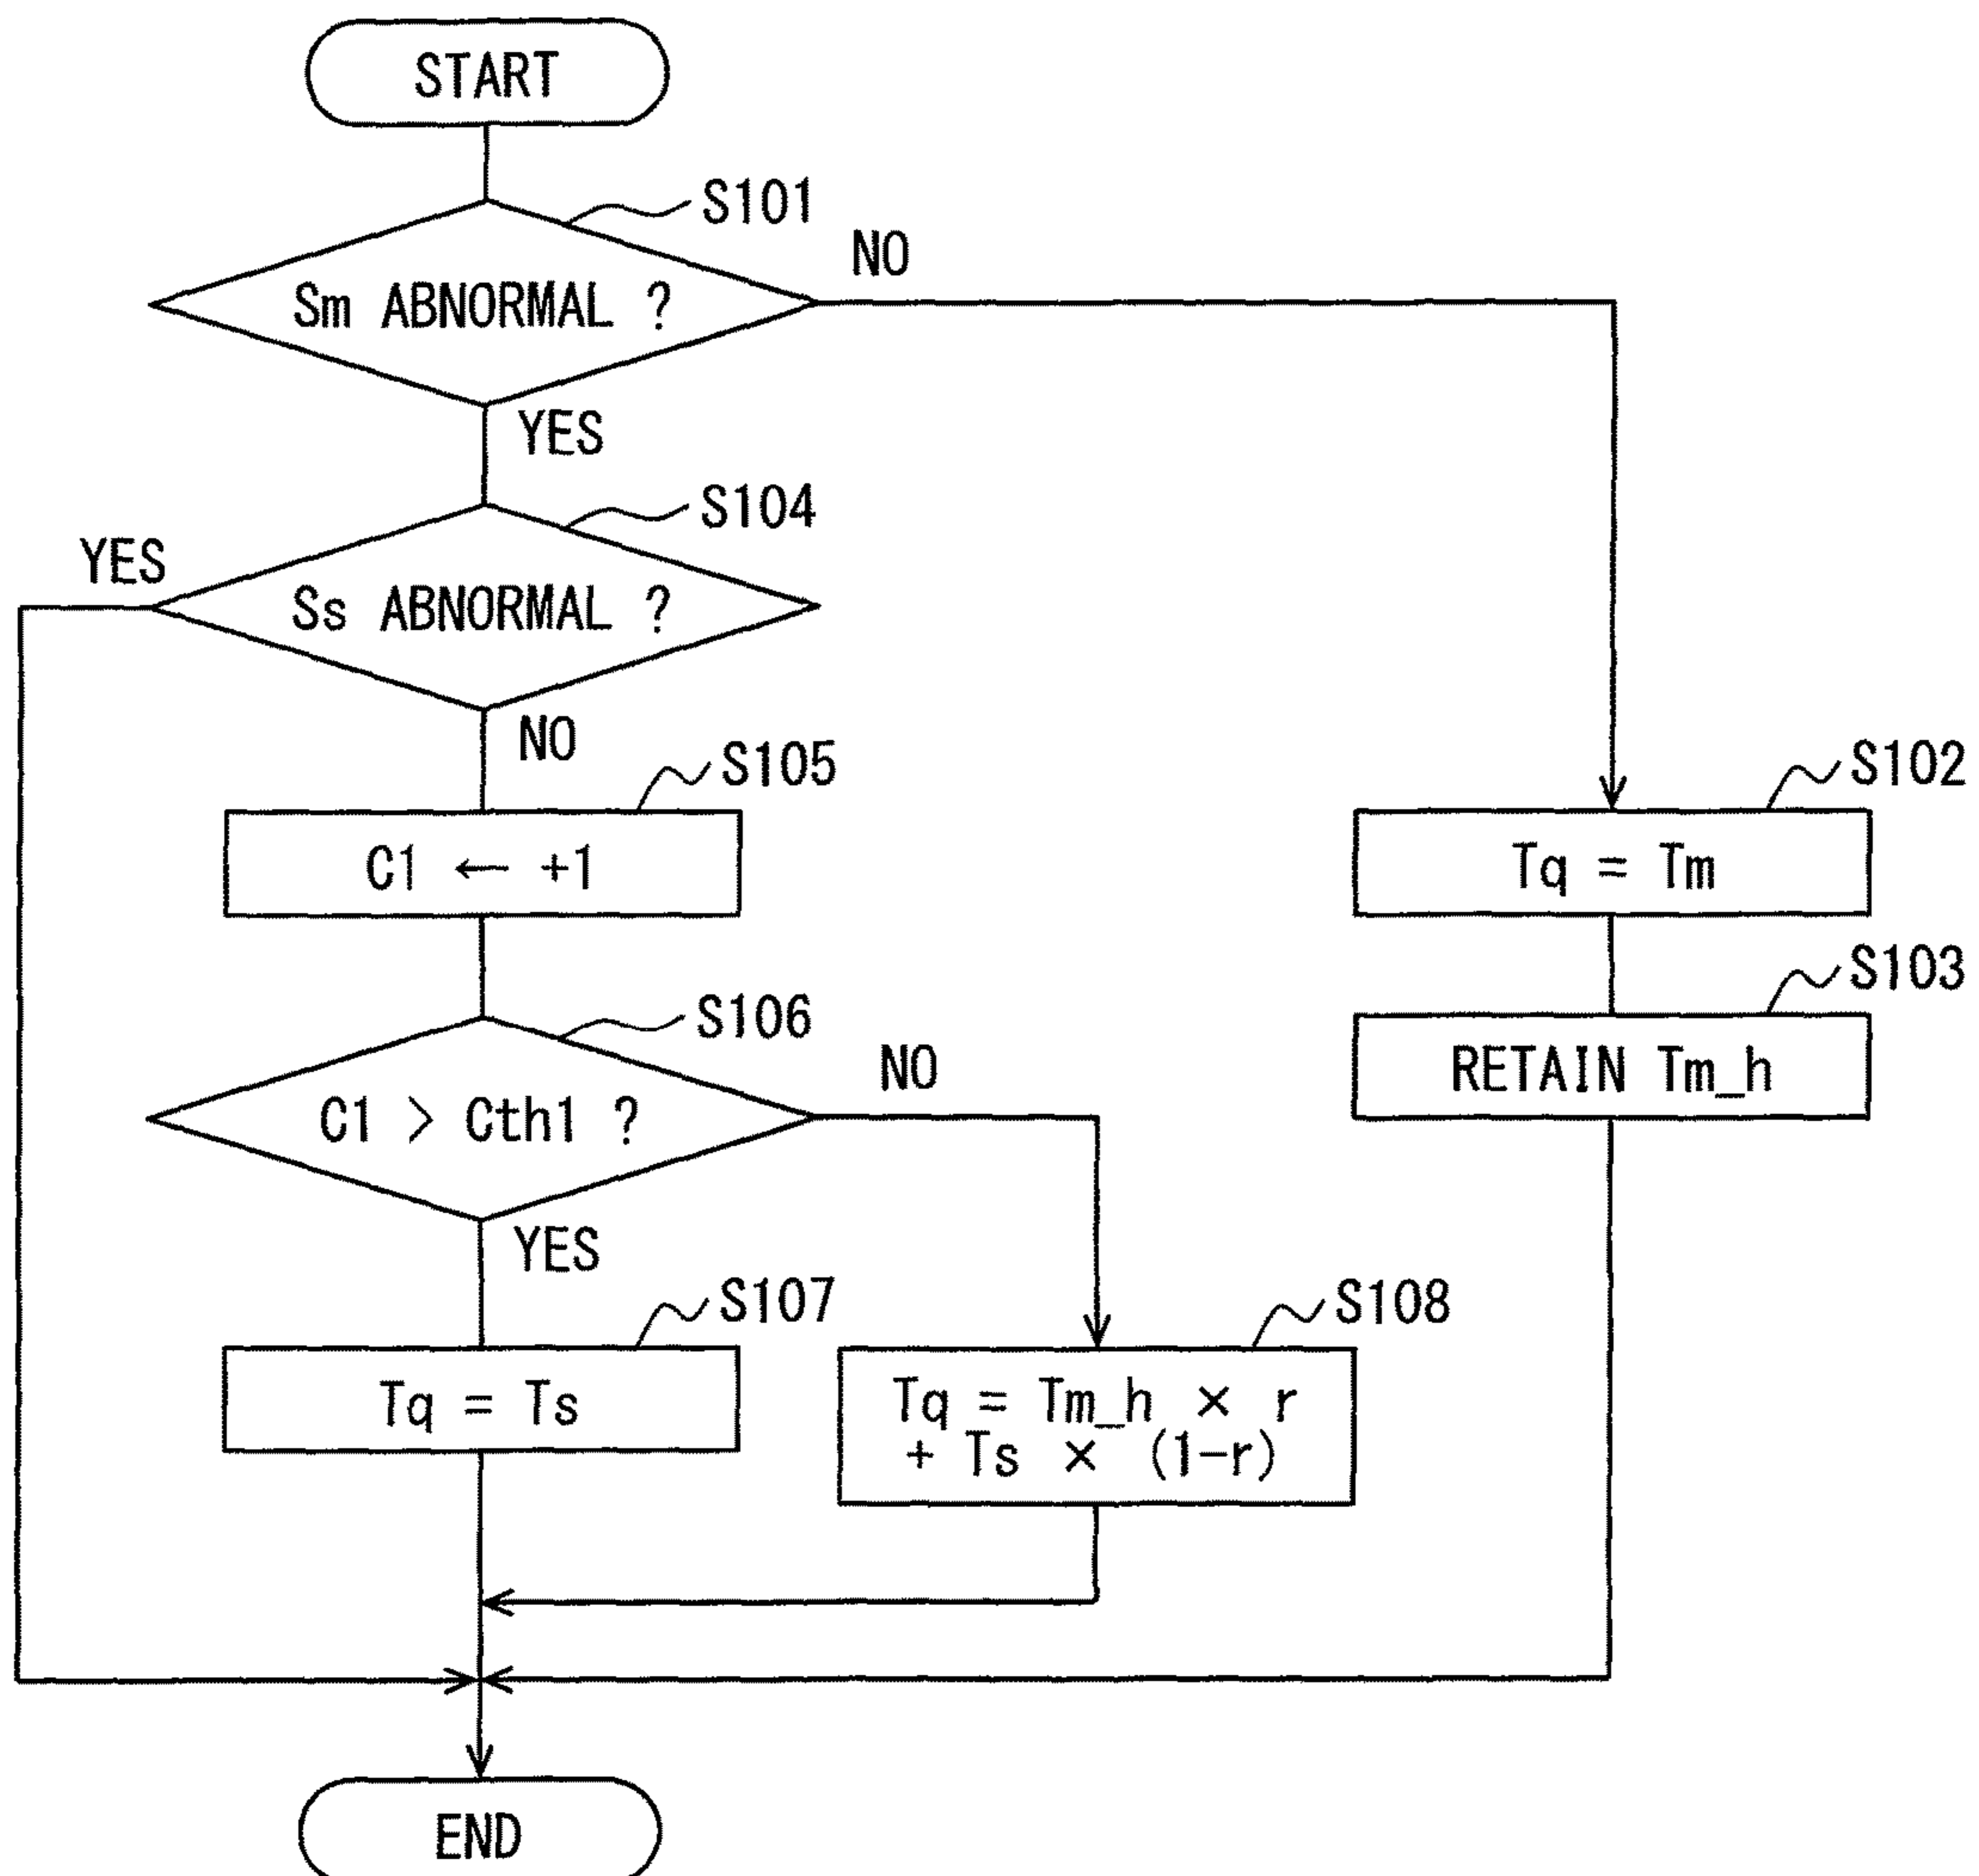 START
S101
NO
Sm ABNORMAL ?
YES
S104
YES
Ss ABNORMAL ?
NO
S105
C1 ← +1
S102
Tq = Tm
S103
RETAIN Tm_h
S106
NO
C1 > Cth1 ?
YES
S107
Tq = Ts
S108
Tq = Tm_h × r
+ Ts × (1-r)
END